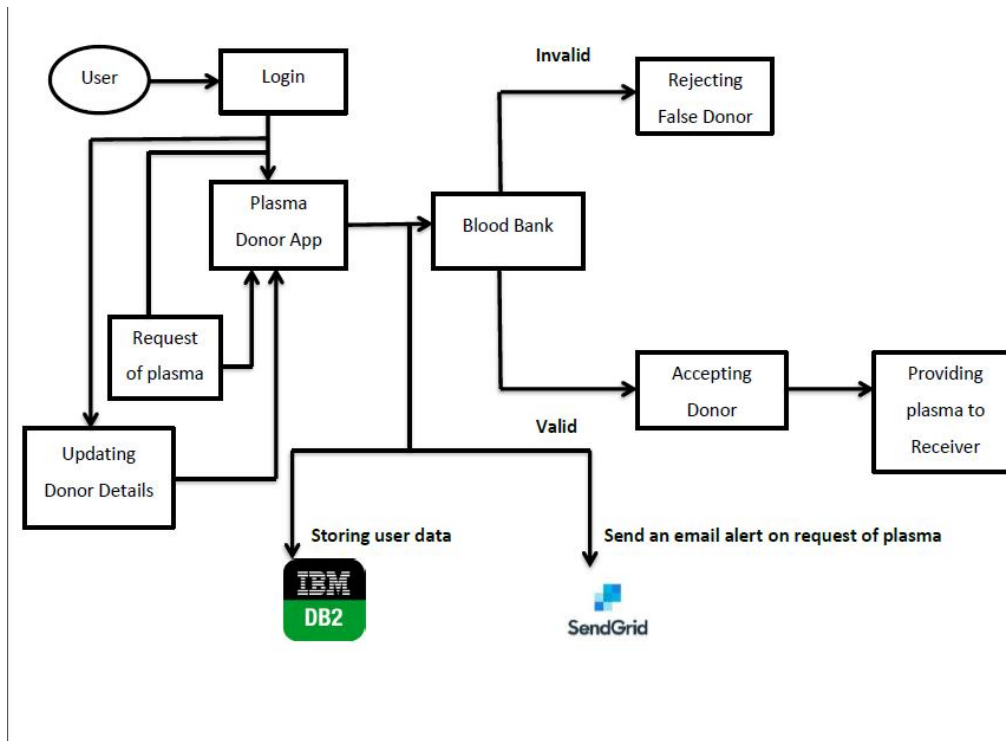 User
Login
Invalid
Rejecting
False Donor
Plasma
Donor App
Blood Bank
Request
of plasma
Accepting
Donor
Providing
plasma to
Receiver
Valid
Updating
Donor Details
Storing user data
Send an email alert on request of plasma
IBM
DB2
SendGrid